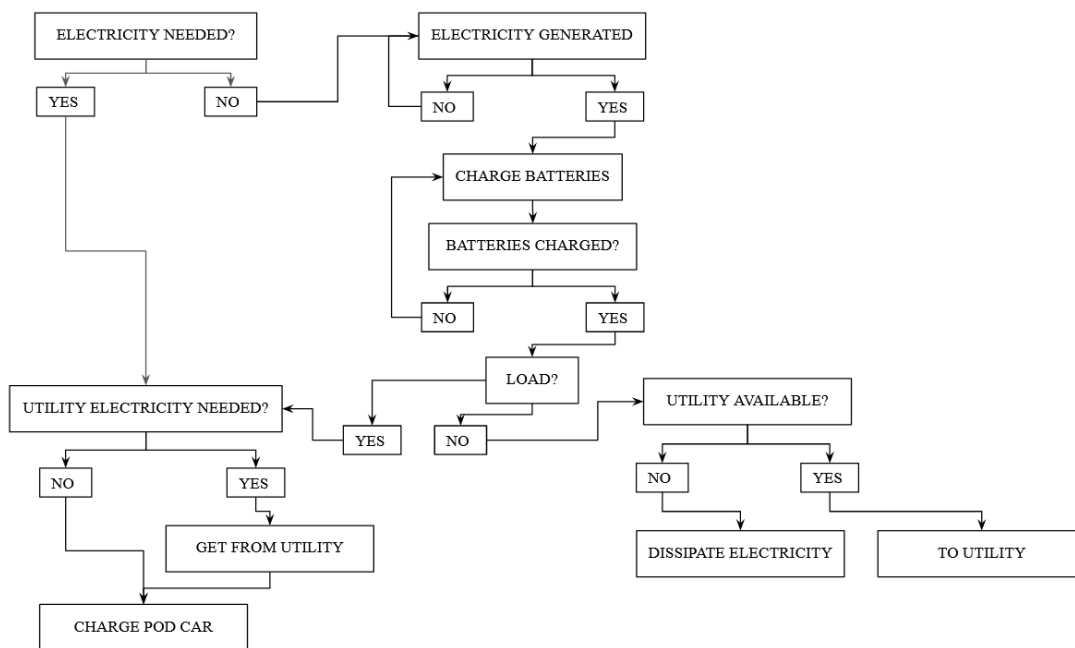 ELECTRICITY NEEDED?
ELECTRICITY GENERATED
YES
NO
NO
YES
CHARGE BATTERIES
BATTERIES CHARGED?
NO
YES
LOAD?
UTILITY ELECTRICITY NEEDED?
UTILITY AVAILABLE?
YES
NO
NO
YES
NO
YES
GET FROM UTILITY
DISSIPATE ELECTRICITY
TO UTILITY
CHARGE POD CAR